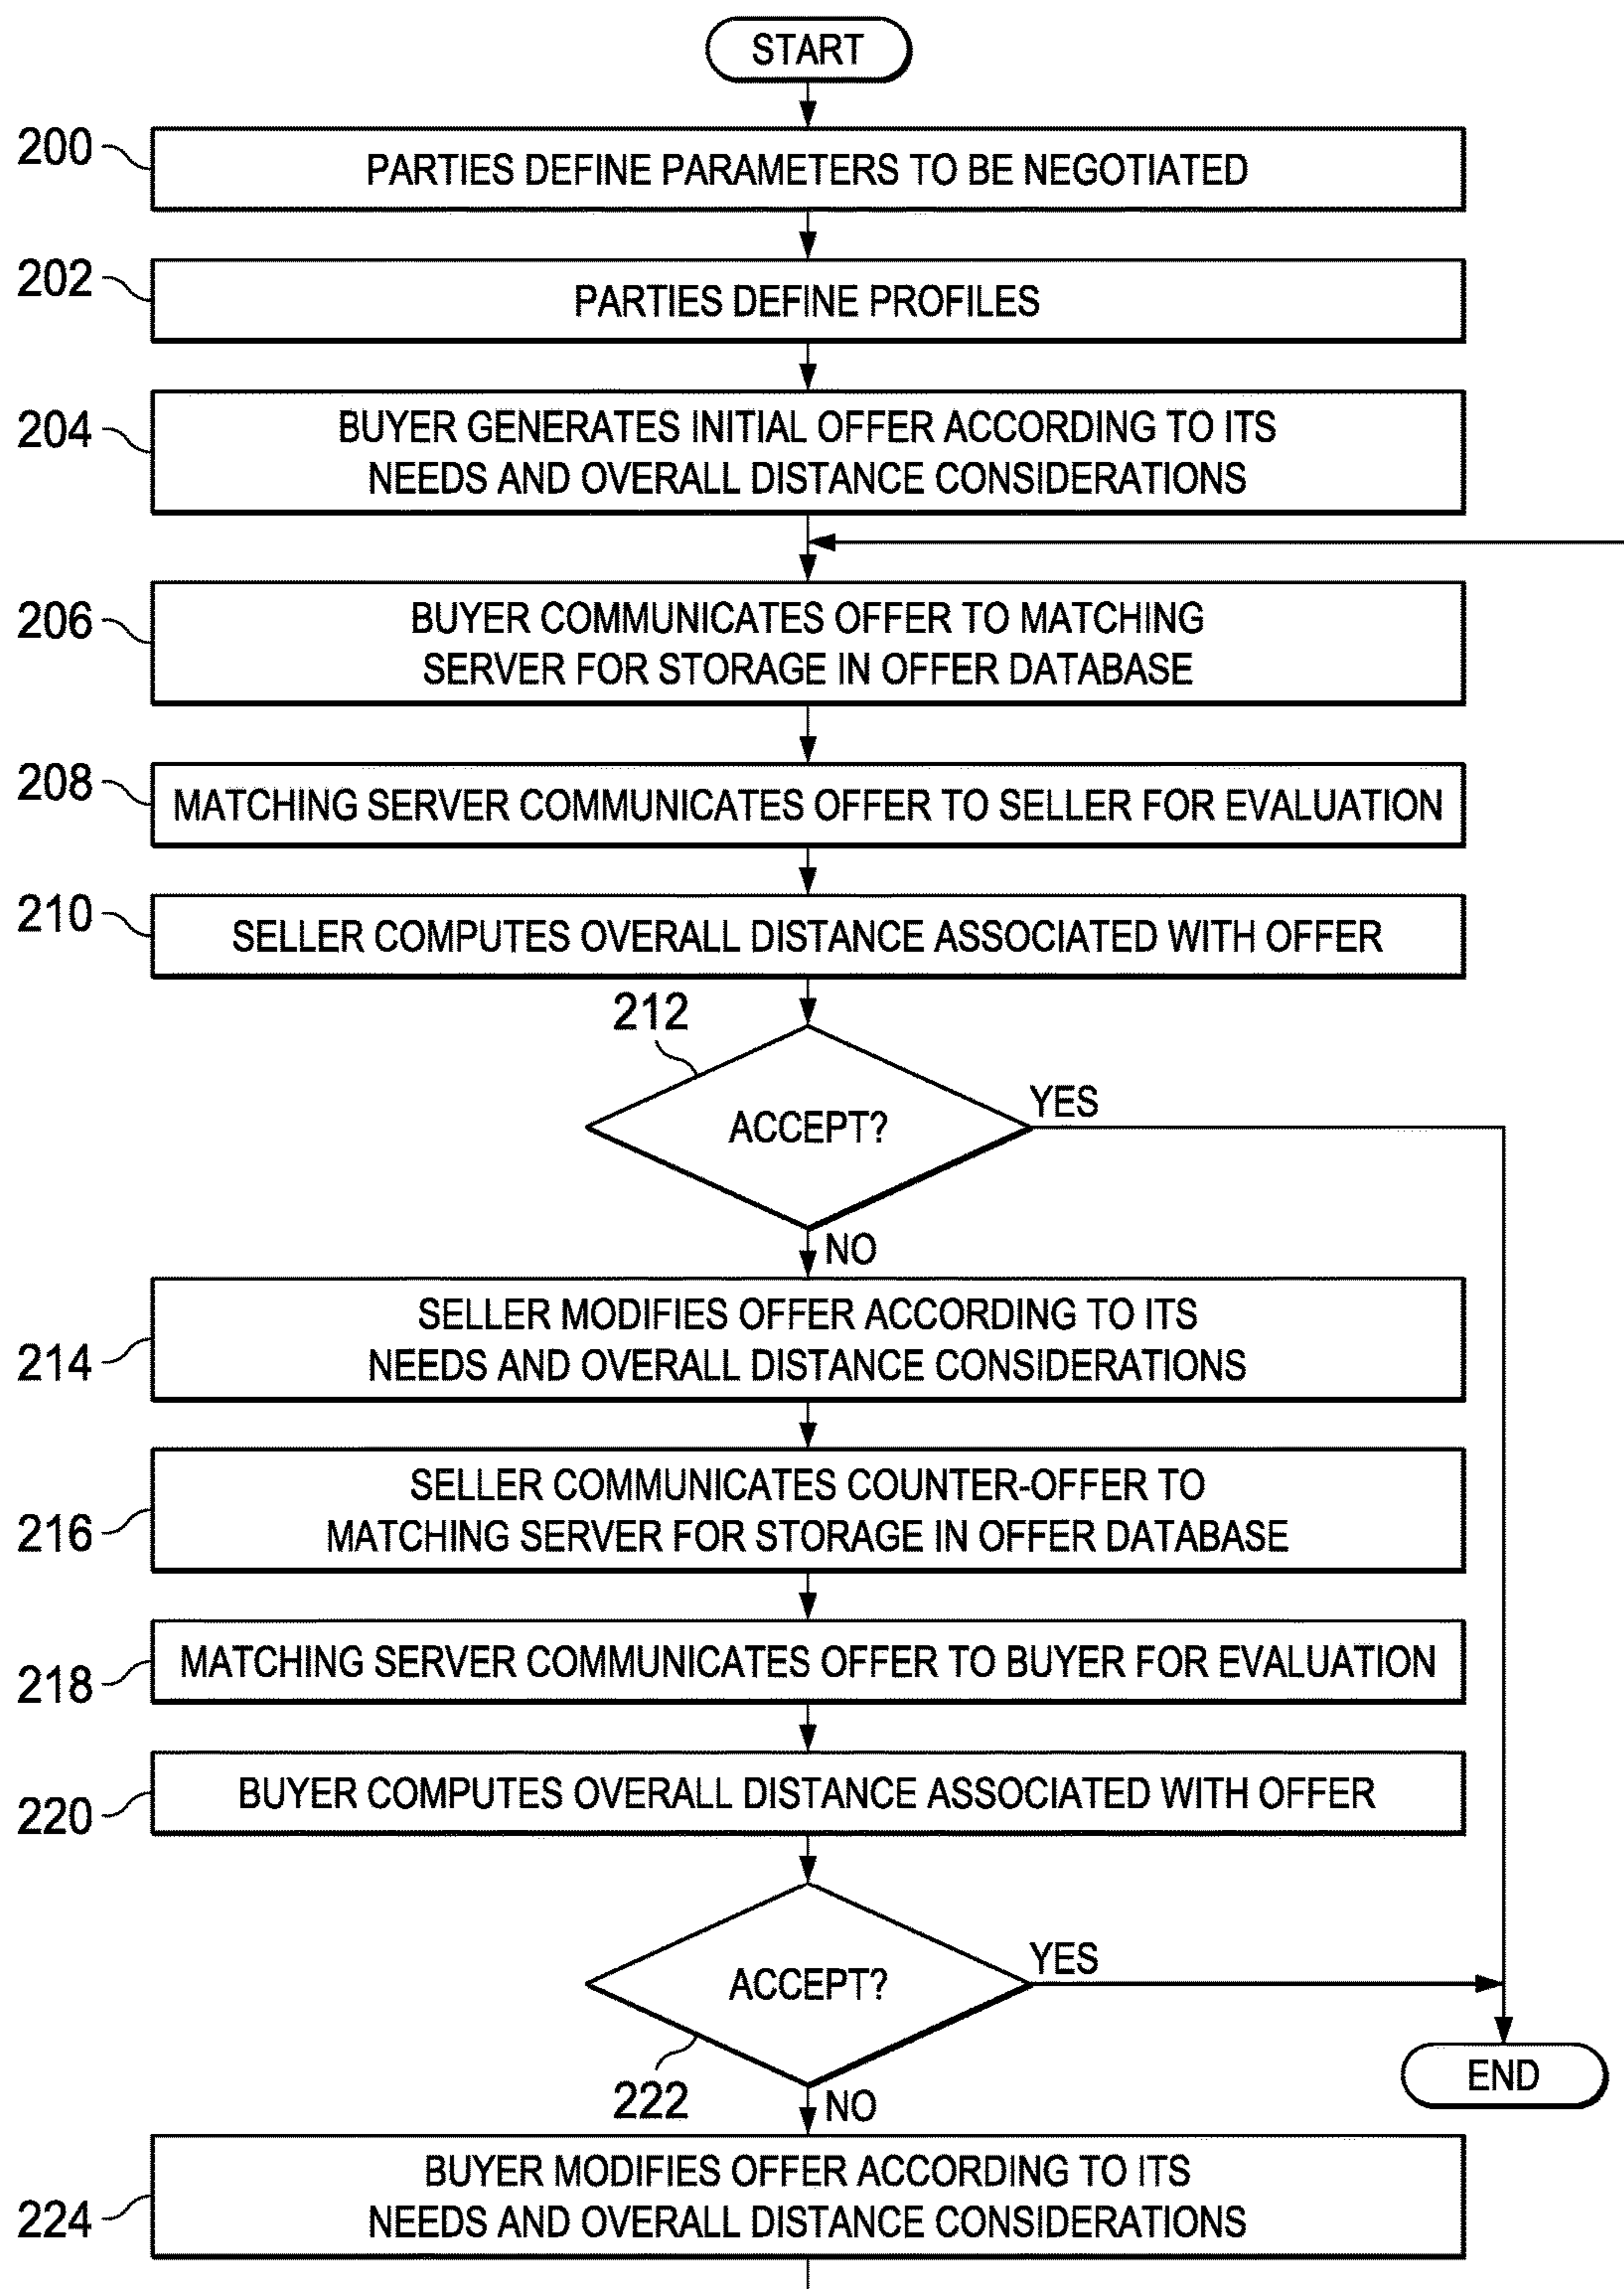 START
200
PARTIES DEFINE PARAMETERS TO BE NEGOTIATED
202
PARTIES DEFINE PROFILES
204
BUYER GENERATES INITIAL OFFER ACCORDING TO ITS
NEEDS AND OVERALL DISTANCE CONSIDERATIONS
206
BUYER COMMUNICATES OFFER TO MATCHING
SERVER FOR STORAGE IN OFFER DATABASE
208
MATCHING SERVER COMMUNICATES OFFER TO SELLER FOR EVALUATION
210
SELLER COMPUTES OVERALL DISTANCE ASSOCIATED WITH OFFER
212
ACCEPT?
YES
NO
214
SELLER MODIFIES OFFER ACCORDING TO ITS
NEEDS AND OVERALL DISTANCE CONSIDERATIONS
216
SELLER COMMUNICATES COUNTER-OFFER TO
MATCHING SERVER FOR STORAGE IN OFFER DATABASE
218
MATCHING SERVER COMMUNICATES OFFER TO BUYER FOR EVALUATION
220
BUYER COMPUTES OVERALL DISTANCE ASSOCIATED WITH OFFER
ACCEPT?
YES
222
NO
END
224
BUYER MODIFIES OFFER ACCORDING TO ITS
NEEDS AND OVERALL DISTANCE CONSIDERATIONS